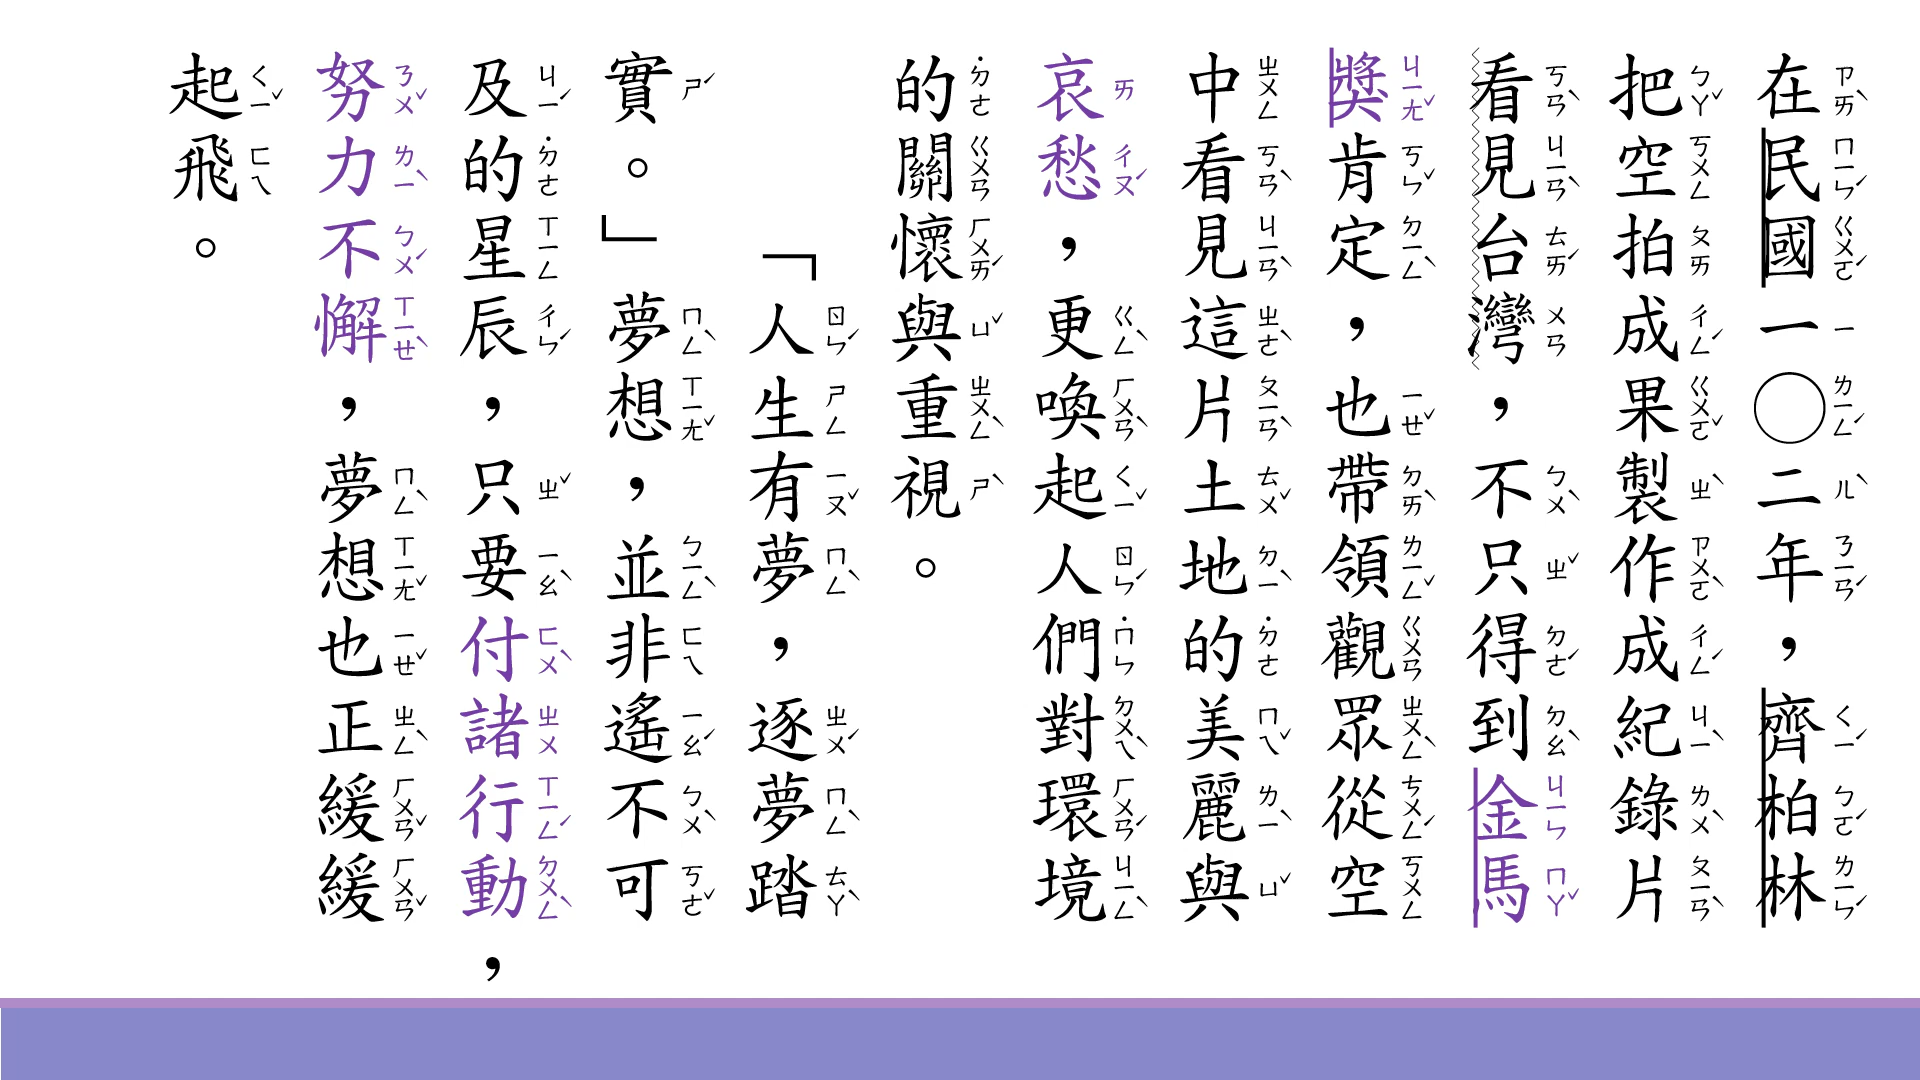 在民國一〇二年，齊柏林
把空拍成果製作成紀錄片
看見台灣，不只得到金馬
獎肯定，也帶領觀眾從空
中看見這片土地的美麗與
哀愁，更喚起人們對環境
的關懷與重視。
「人生有夢，逐夢踏
實。」夢想，並非遙不可
及的星辰，只要付諸行動，
努力不懈，夢想也正緩緩
起飛。